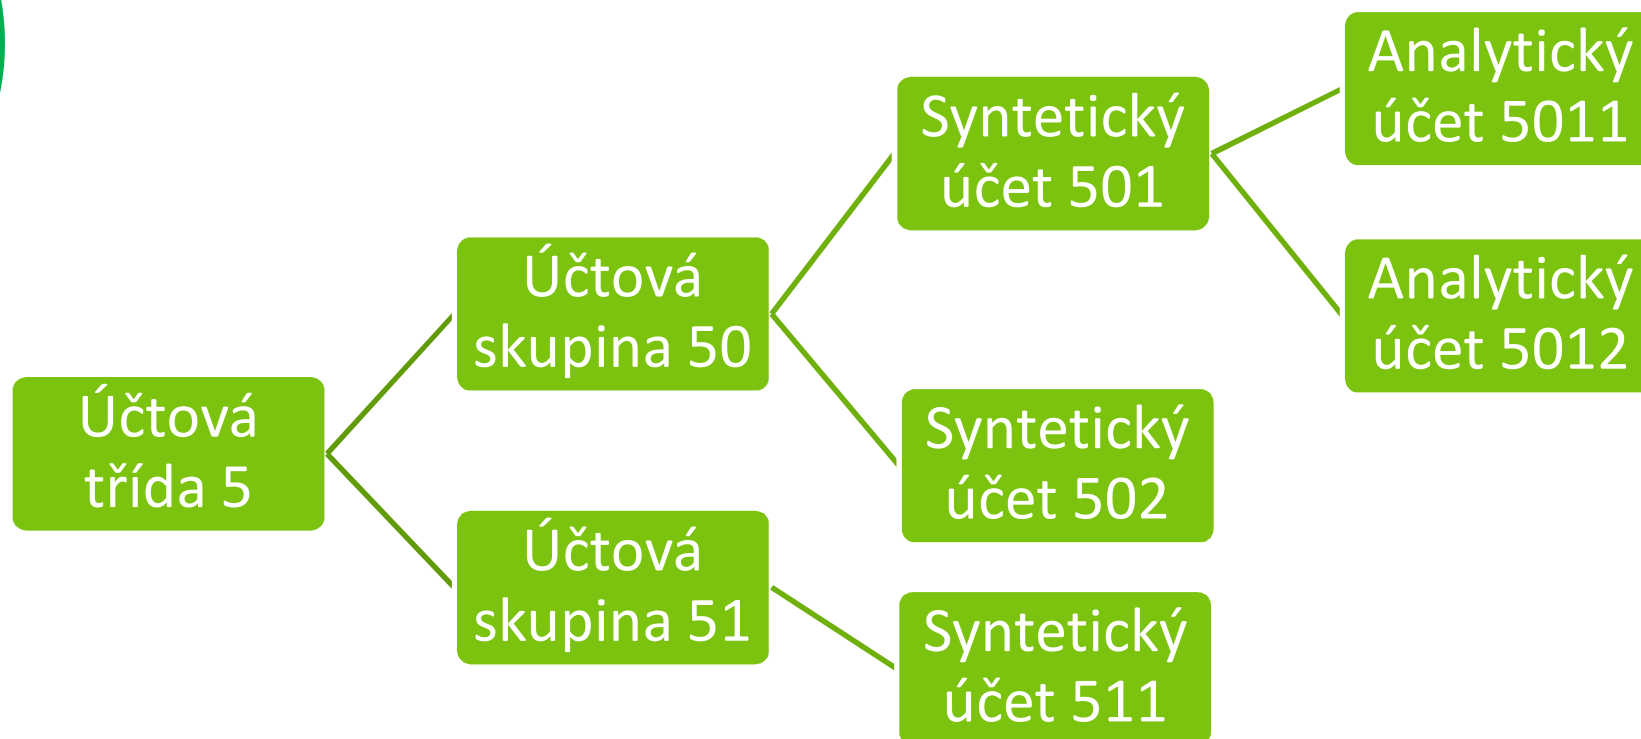 Účtová
třída 5
Účtová
skupina 50
Účtová
skupina 51
Syntetický
účet 501
Syntetický
účet 502
Syntetický
účet 511
Analytický
účet 5011
Analytický
účet 5012